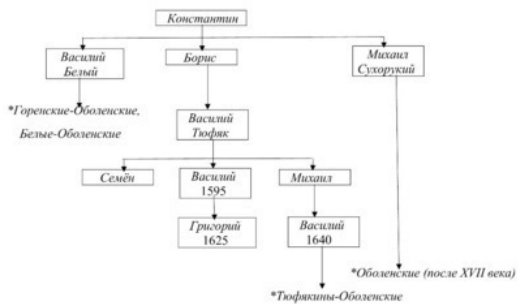 Константин
Василий
Белый
Борис
Михаил
Сухорукий
*Горенские-Оболенские,
Белые-Оболенские
Василий
Тюфяк
Семён
Василий
1595
Михаил
Григорий
1625
Василий
1640
*Оболенские (после XVII века)
*Тюфякины-Оболенские